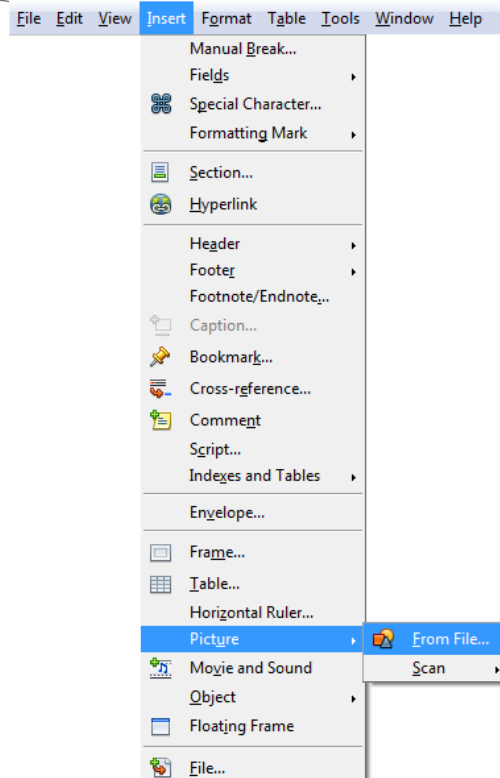 File Edit View Insert Format Table Tools Window Help
Manual Break...
Fields
Special Character...
Formatting Mark
Section...
Hyperlink
Header
Footer
Footnote/Endnote...
Caption...
Bookmark...
Cross-reference...
Comment
Script...
Indexes and Tables
Envelope...
Frame...
Table...
Horizontal Ruler...
Picture
From File...
Movie and Sound
Scan
Object
Floating Frame
File...